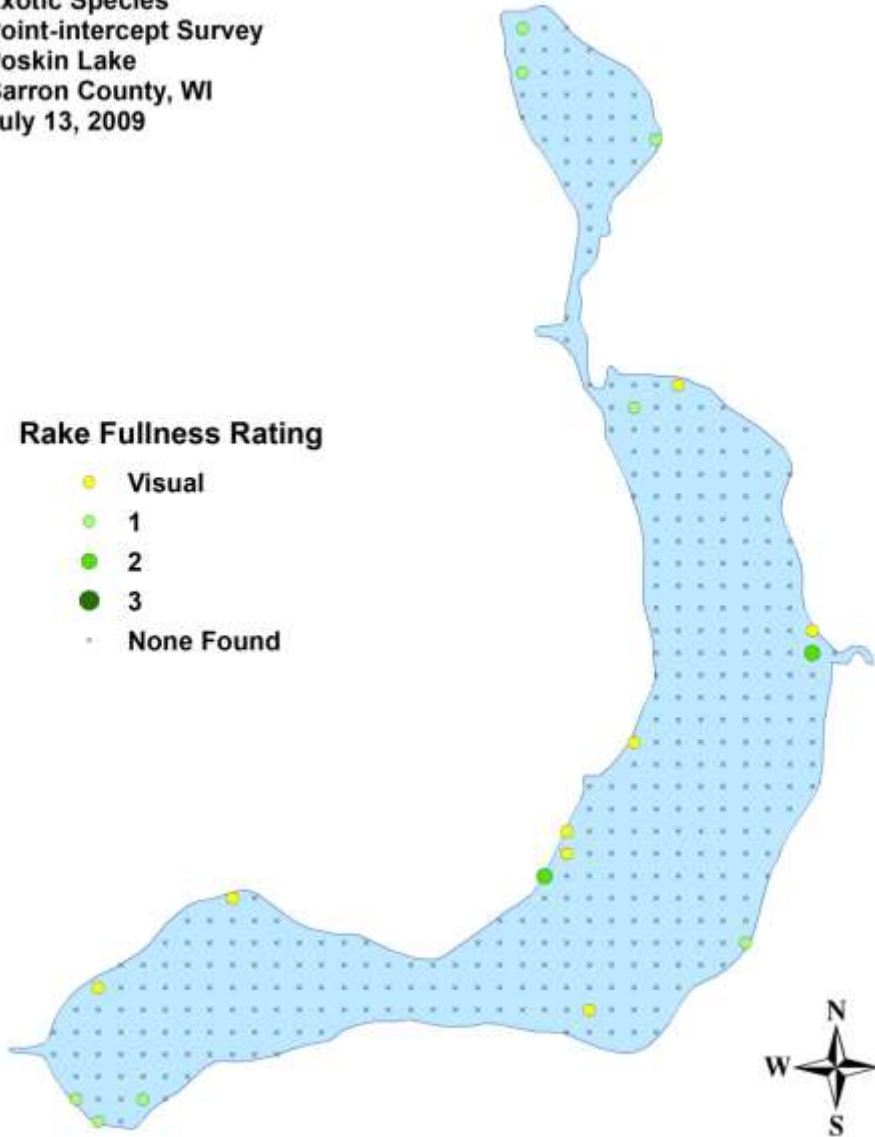 xotic Species
oint-intercept Survey
oskin Lake
arron County, WI
uly 13, 2009
Rake Fullness Rating
Visual
1
2
3
None Found
N
W
S